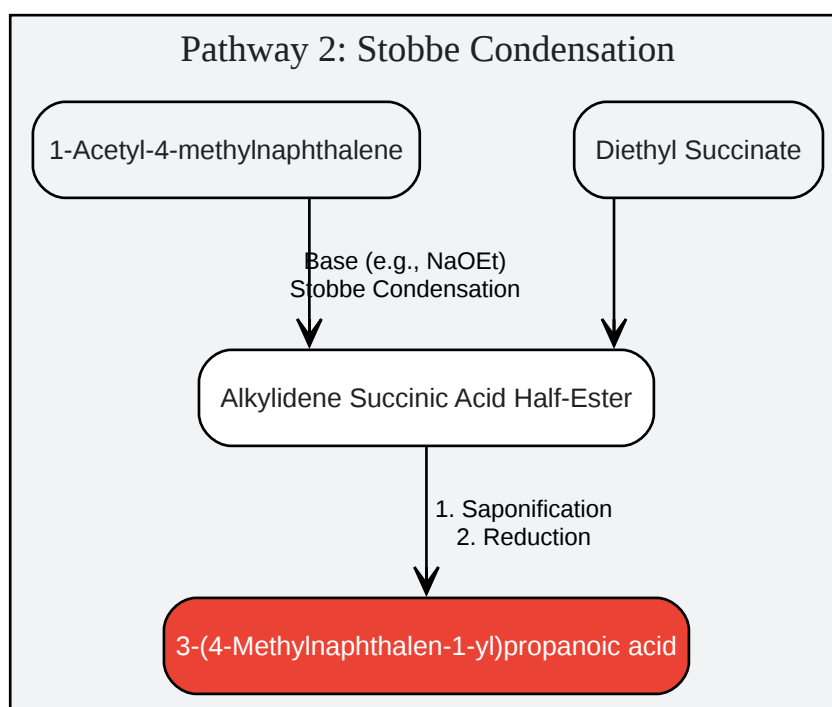 Pathway 2: Stobbe Condensation
1-Acetyl-4-methylnaphthalene
Diethyl Succinate
Base (e.g., NaOEt)
Stobbe Condensation
Alkylidene Succinic Acid Half-Ester
1. Saponification
2. Reduction
3-(4-Methylnaphthalen-1-yl)propanoic acid